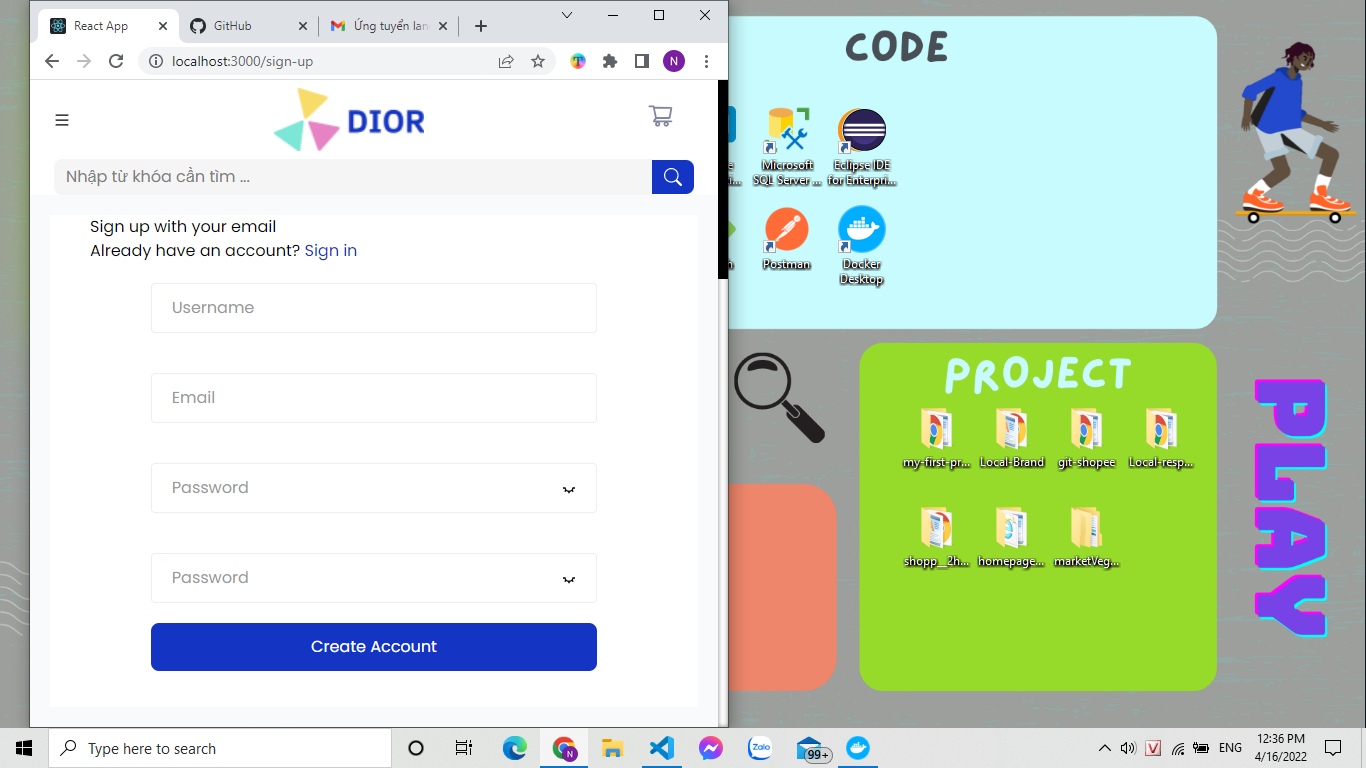 React App
GitHub
Ứng tuyển lan
localhost:3000/sign-up
N
DIOR
Nhập từ khóa cần tìm ...
Sign up with your email
Already have an account? Sign in
Username
Email
Password
Password
Create Account
CODE
Microsoft
SQL Server ...
Eclipse IDE
for Enterpri...
Postman
Docker
Desktop
PROJECT
my-first-pr...
Local-Brand
git-shopee
Local-resp...
shopp__2h...
homepage...
marketVeg...
PLAY
Type here to search
N
Zalo
99+
V
ENG
12:36 PM
4/16/2022